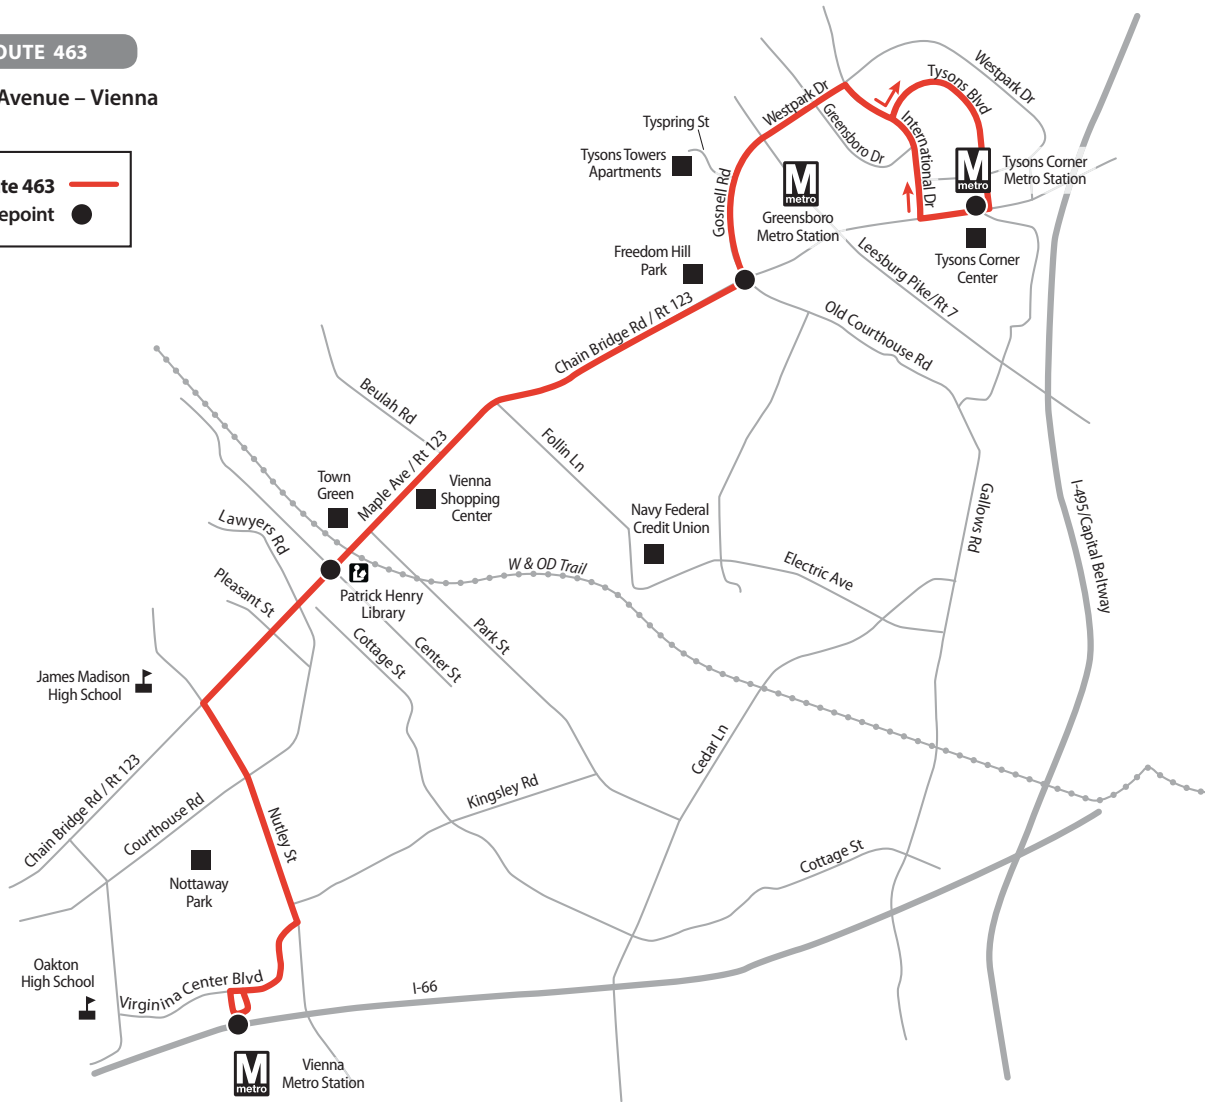 OUTE 463
Avenue – Vienna
te 463
epoint
Westpark Dr
Tysons Blvd
Westpark Dr
Greensboro Dr
International Dr
Tyspring St
Tysons Towers
Apartments
Gosnell Rd
M
metro
Greensboro
Metro Station
M
metro
Tysons Corner
Metro Station
Tysons Corner
Center
Freedom Hill
Park
Leesburg Pike/Rt 7
Old Courthouse Rd
Chain Bridge Rd / Rt 123
Beulah Rd
Maple Ave / Rt 123
Follin Ln
Town
Green
Vienna
Shopping
Center
Navy Federal
Credit Union
Gallows Rd
I-495/Capital Beltway
Lawyers Rd
W & OD Trail
Electric Ave
Pleasant St
Patrick Henry
Library
Cottage St
Center St
Park St
James Madison
High School
Cedar Ln
Chain Bridge Rd / Rt 123
Courthouse Rd
Nutley St
Kingsley Rd
Cottage St
Nottaway
Park
Oakton
High School
Virginina Center Blvd
I-66
M
metro
Vienna
Metro Station